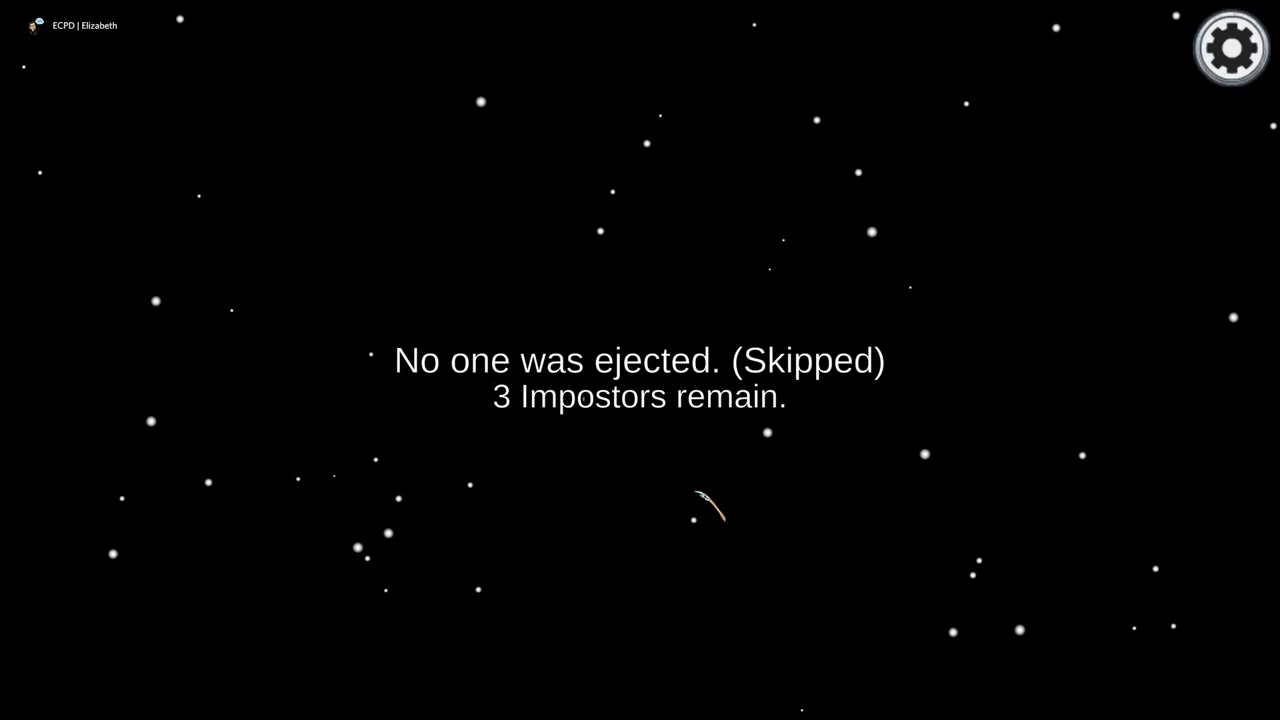 ECPD | Elizabeth
No one was ejected. (Skipped)
3 Impostors remain.